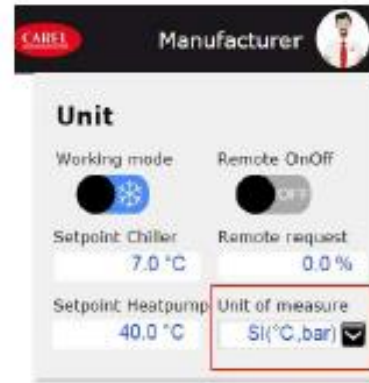 CAREL Manufacturer
Unit
Working mode Remote OnOff
OFF
Setpoint Chiller Remote request
7.0 °C 0.0 %
Setpoint Heatpump Unit of measure
40.0 °C SI(°C,bar)